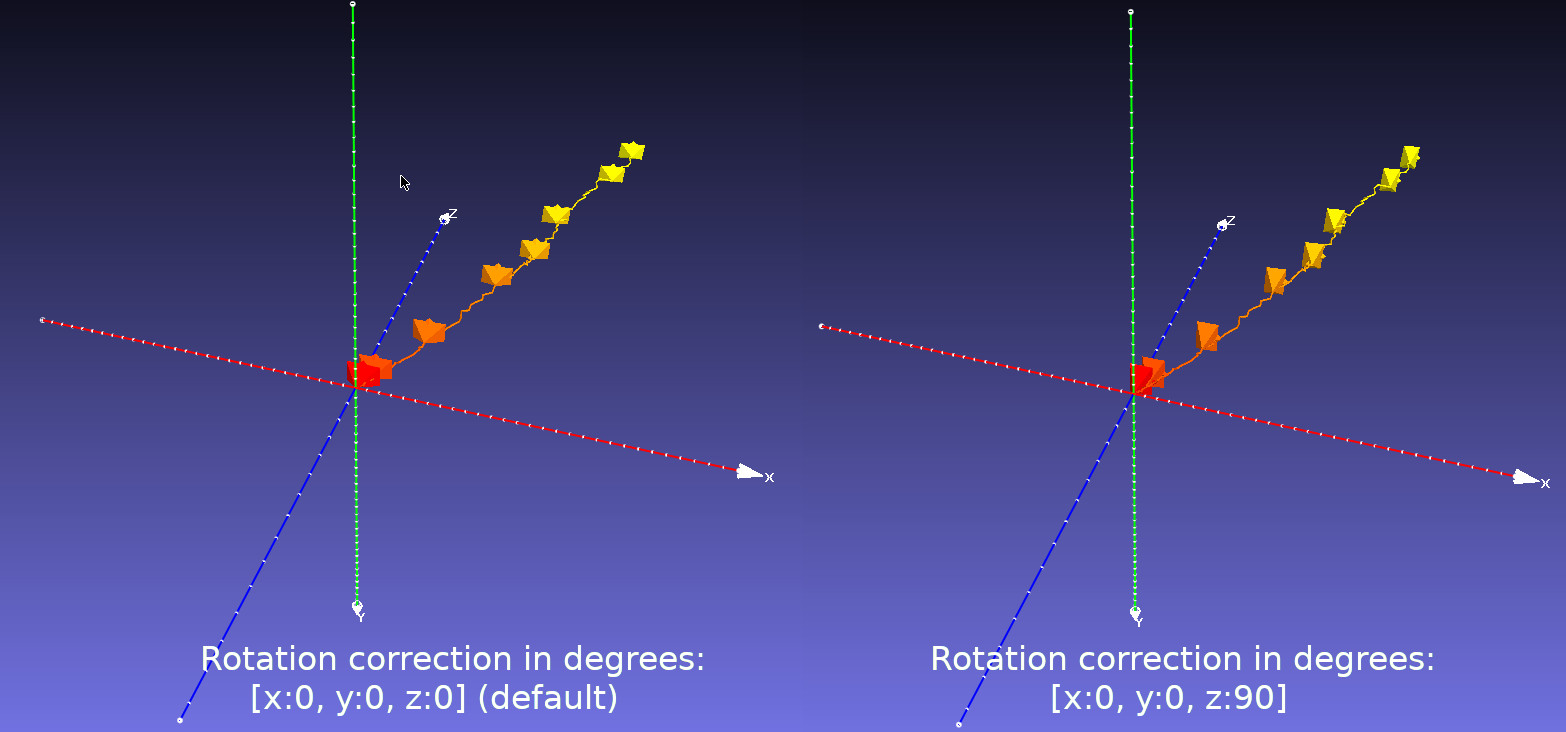 Z
X
Y
Rotation correction in degrees:
[x:0, y:0, z:0] (default)
Z
X
Y
Rotation correction in degrees:
[x:0, y:0, z:90]